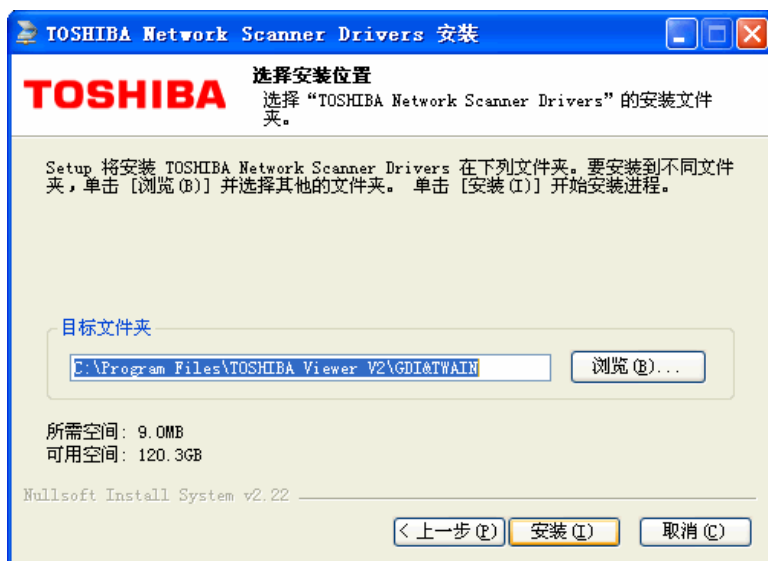 TOSHIBA Network Scanner Drivers 安装
TOSHIBA
选择安装位置
选择“TOSHIBA Network Scanner Drivers”的安装文件
夹。
Setup 将安装 TOSHIBA Network Scanner Drivers 在下列文件夹。要安装到不同文件
夹，单击 [浏览(B)] 并选择其他的文件夹。 单击 [安装(I)] 开始安装进程。
目标文件夹
C:\Program Files\TOSHIBA Viewer V2\GDI&TWAIN
浏览(B)...
所需空间: 9.0MB
可用空间: 120.3GB
Nullsoft Install System v2.22
< 上一步(P)
安装(I)
取消(C)